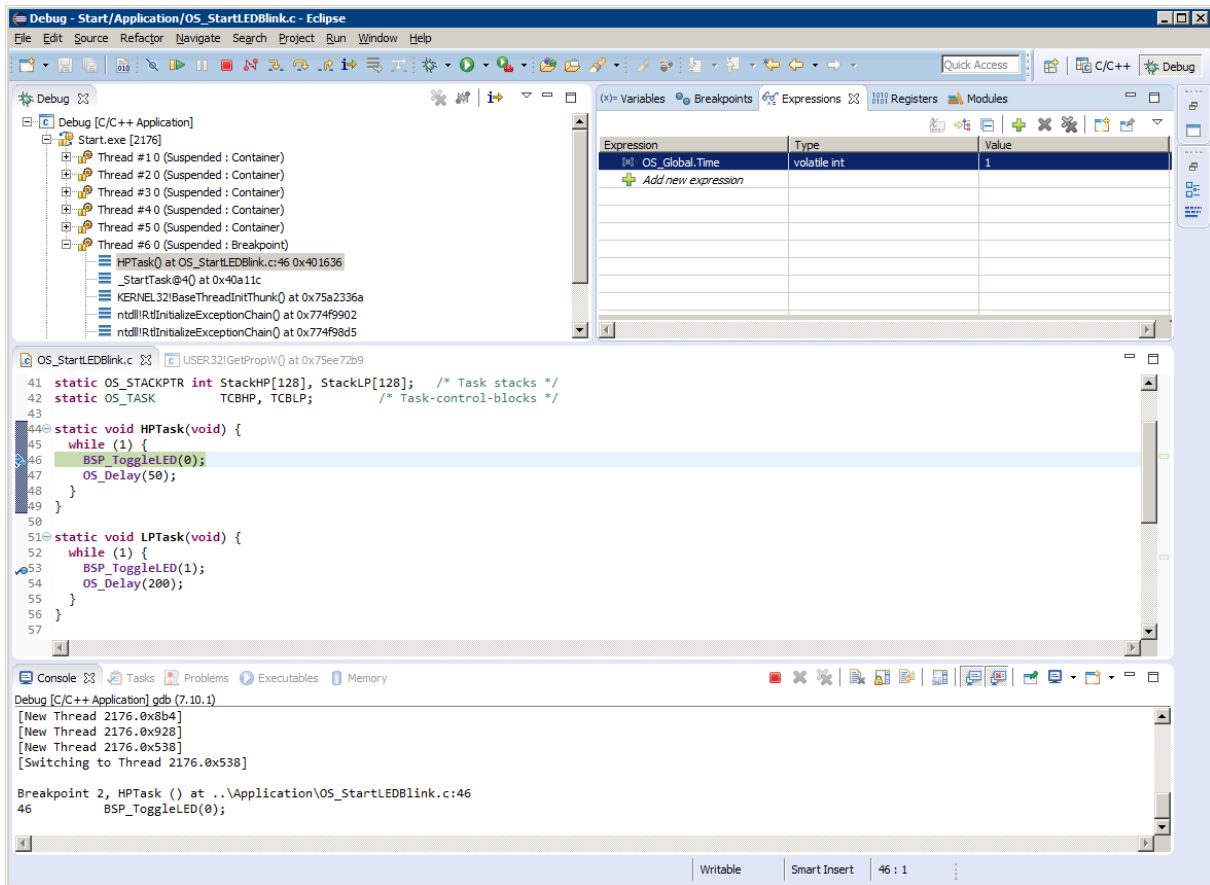 Debug - Start/Application/OS_StartLEDBlink.c - Eclipse
File Edit Source Refactor Navigate Search Project Run Window Help
Quick Access C/C++ Debug
Debug
Debug [C/C++ Application]
Start.exe [2176]
Thread #1 0 (Suspended : Container)
Thread #2 0 (Suspended : Container)
Thread #3 0 (Suspended : Container)
Thread #4 0 (Suspended : Container)
Thread #5 0 (Suspended : Container)
Thread #6 0 (Suspended : Breakpoint)
HPTask() at OS_StartLEDBlink.c:46 0x401636
_StartTask@4() at 0x40a11c
KERNEL32!BaseThreadInitThunk() at 0x75a2336a
ntdll!RtlInitializeExceptionChain() at 0x774f9902
ntdll!RtlInitializeExceptionChain() at 0x774f98d5
(x)= Variables Breakpoints Expressions Registers Modules
Expression Type Value
OS_Global.Time volatile int 1
Add new expression
OS_StartLEDBlink.c USER32!GetPropW() at 0x75ee72b9
41 static OS_STACKPTR int StackHP[128], StackLP[128]; /* Task stacks */
42 static OS_TASK TCBHP, TCBLP; /* Task-control-blocks */
43
44 static void HPTask(void) {
45 while (1) {
46 BSP_ToggleLED(0);
47 OS_Delay(50);
48 }
49 }
50
51 static void LPTask(void) {
52 while (1) {
53 BSP_ToggleLED(1);
54 OS_Delay(200);
55 }
56 }
57
Console Tasks Problems Executables Memory
Debug [C/C++ Application] gdb (7.10.1)
[New Thread 2176.0x8b4]
[New Thread 2176.0x928]
[New Thread 2176.0x538]
[Switching to Thread 2176.0x538]
Breakpoint 2, HPTask () at ..\Application\OS_StartLEDBlink.c:46
46 BSP_ToggleLED(0);
Writable Smart Insert 46 : 1